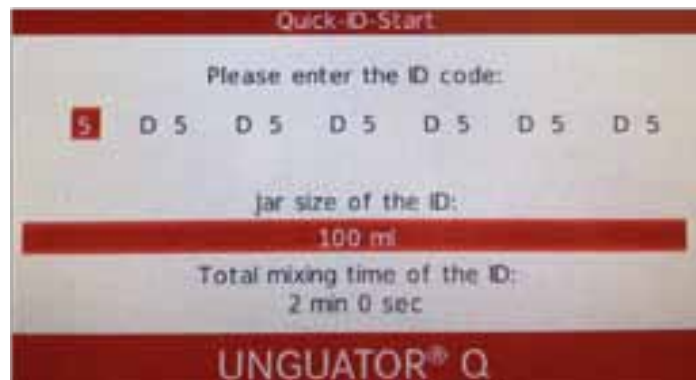 Quick-ID-Start
Please enter the ID code:
5 D 5 D 5 D 5 D 5 D 5 D 5
Jar size of the ID:
100 ml
Total mixing time of the ID:
2 min 0 sec
UNGUATOR® Q